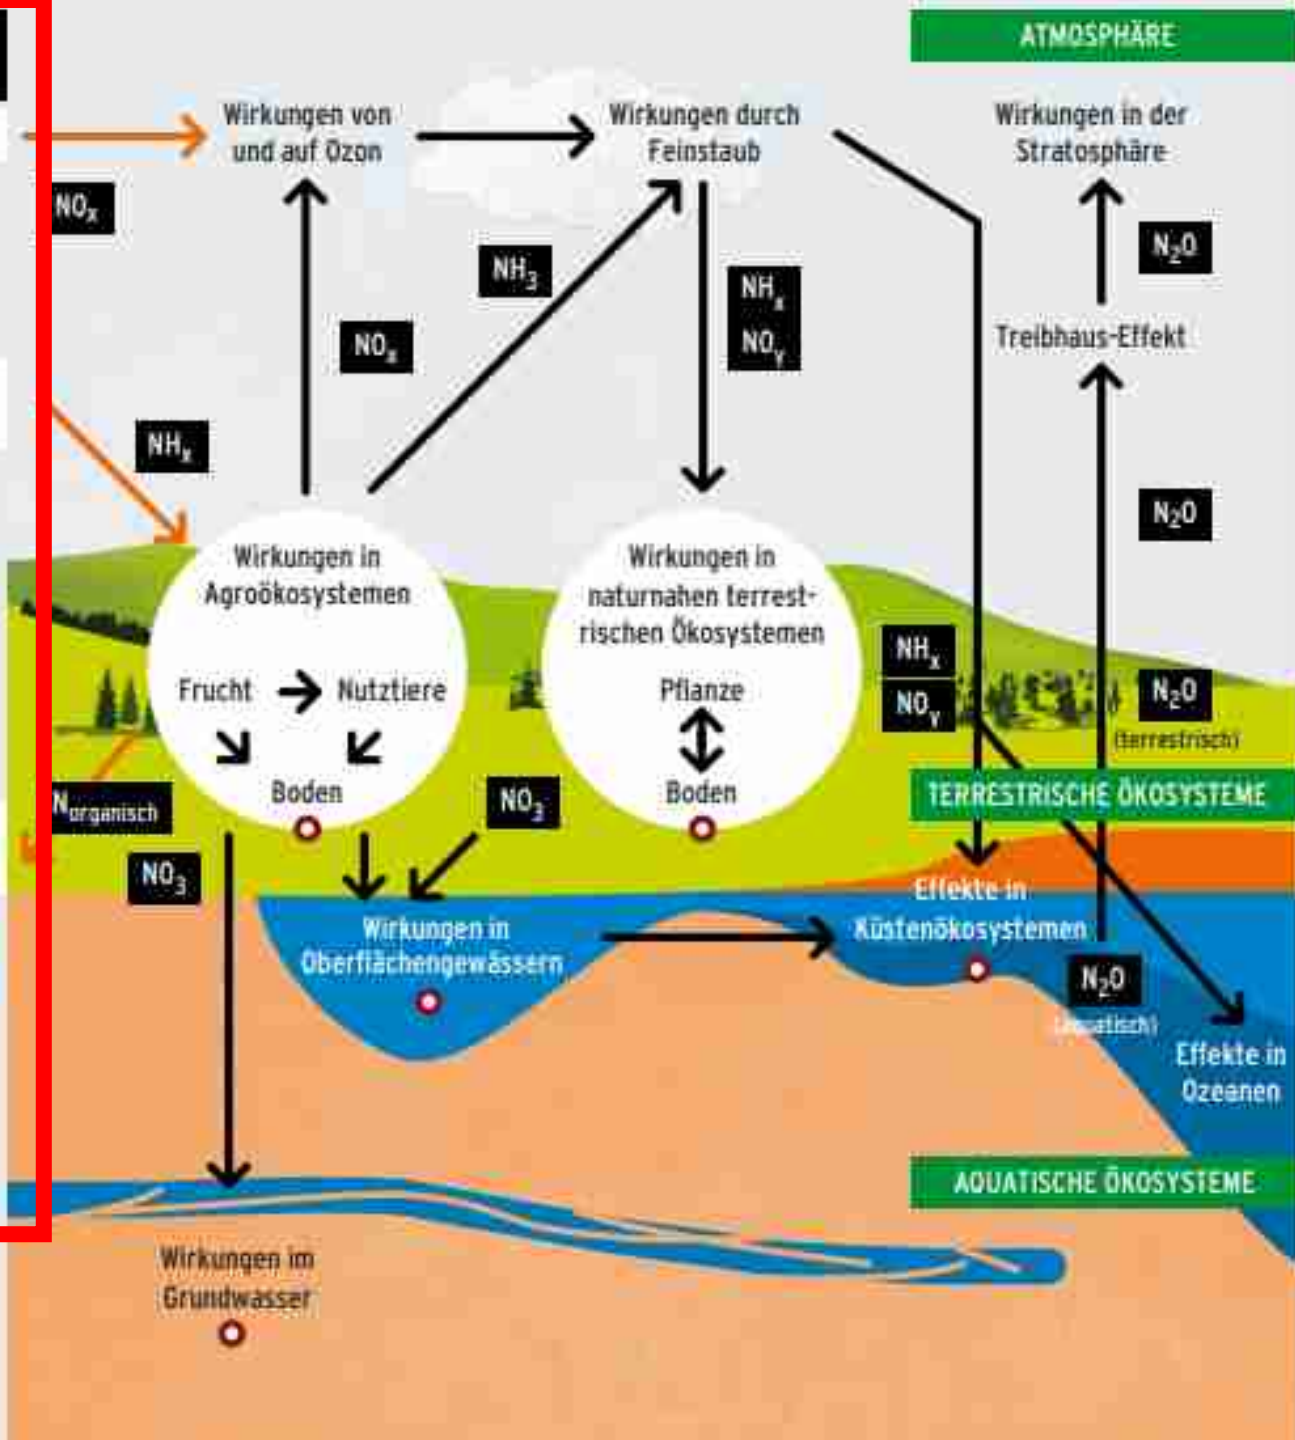 ATMOSPHÄRE
Wirkungen von
und auf Ozon
Wirkungen durch
Feinstaub
Wirkungen in der
Stratosphäre
NOx
N2O
NH3
NHx
NOy
NOx
Treibhaus-Effekt
NHx
N2O
Wirkungen in
Agroökosystemen
Frucht
Nutztiere
Boden
Wirkungen in
naturnahen terrest-
rischen Ökosystemen
Pflanze
Boden
NHx
NOy
N2O
(terrestrisch)
TERRESTRISCHE ÖKOSYSTEME
Norganisch
NO3
NO3
Effekte in
Küstenökosystemen
Wirkungen in
Oberflächengewässern
N2O
(aquatisch)
Effekte in
Ozeanen
AQUATISCHE ÖKOSYSTEME
Wirkungen im
Grundwasser